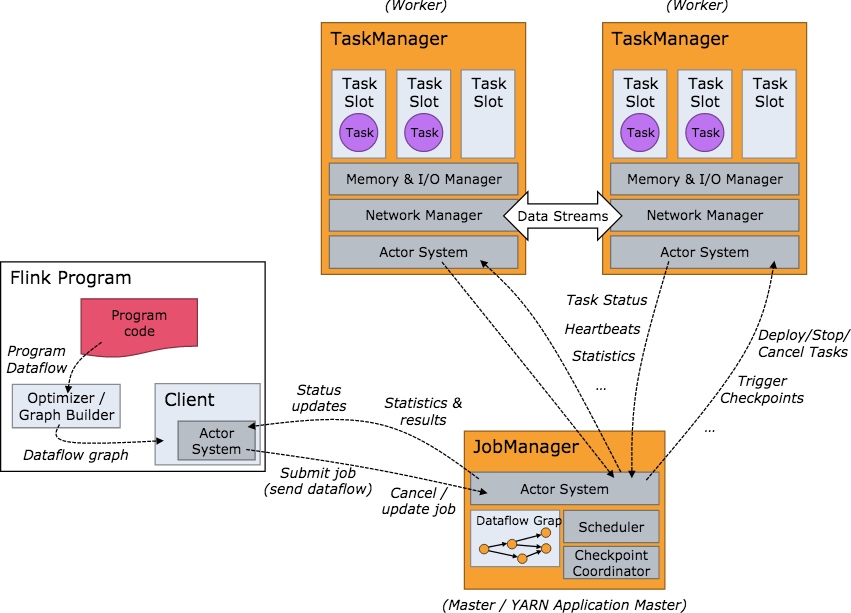 (Worker)
(Worker)
TaskManager
TaskManager
Task
Slot
Task
Slot
Task
Slot
Task
Task
Task
Slot
Task
Slot
Task
Slot
Task
Task
Memory & I/O Manager
Memory & I/O Manager
Network Manager
Data Streams
Network Manager
Actor System
Actor System
Flink Program
Program
code
Program
Dataflow
Optimizer /
Graph Builder
Dataflow graph
Client
Actor
System
Status
updates
Statistics &
results
Submit job
(send dataflow)
Cancel /
update job
Task Status
Heartbeats
Statistics
...
Deploy/Stop/
Cancel Tasks
Trigger
Checkpoints
...
JobManager
Actor System
Dataflow Grap
Scheduler
Checkpoint
Coordinator
(Master / YARN Application Master)